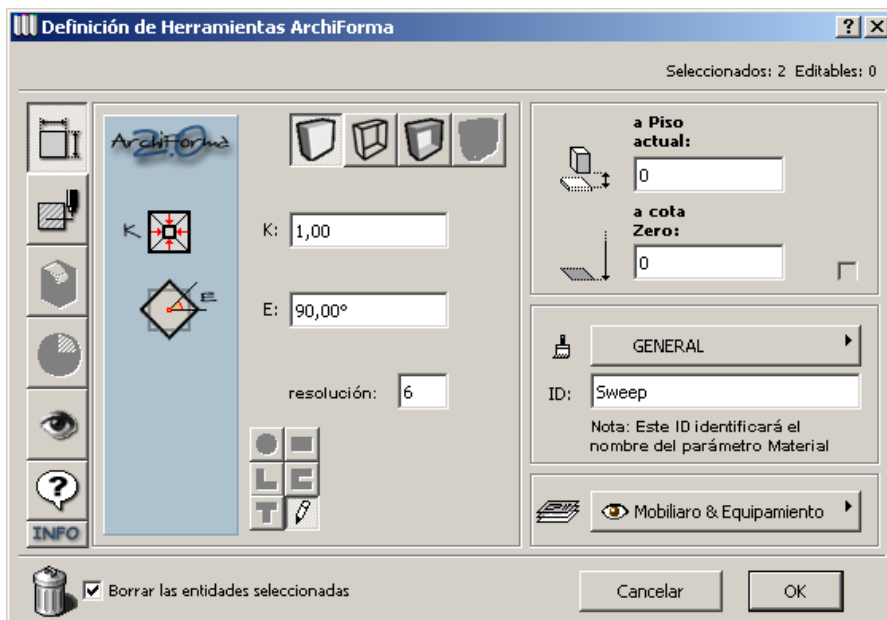 Definición de Herramientas ArchiForma
Seleccionados: 2 Editables: 0
ArchiForma
2.0
K
E
K: 1,00
E: 90,00º
resolución: 6
a Piso
actual:
0
a cota
Zero:
0
GENERAL
ID: Sweep
Nota: Este ID identificará el
nombre del parámetro Material
Mobiliaro & Equipamiento
INFO
Borrar las entidades seleccionadas
Cancelar
OK